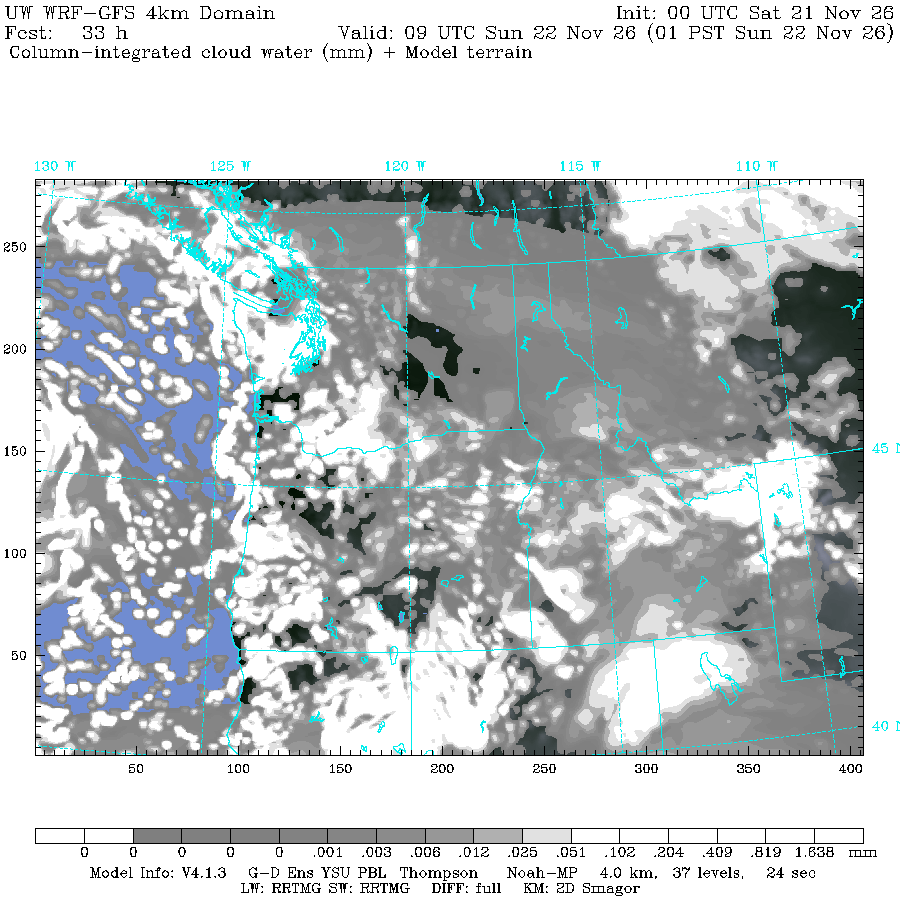 UW WRF-GFS 4km Domain Init: 00 UTC Sat 21 Nov 26
Fcst: 33 h Valid: 09 UTC Sun 22 Nov 26 (01 PST Sun 22 Nov 26)
Column-integrated cloud water (mm) + Model terrain
130 W 125 W 120 W 115 W 110 W
250
200
150 45 N
100
50
40 N
50 100 150 200 250 300 350 400
0 0 0 0 0 .001 .003 .006 .012 .025 .051 .102 .204 .409 .819 1.638 mm
Model Info: V4.1.3 G-D Ens YSU PBL Thompson Noah-MP 4.0 km, 37 levels, 24 sec
LW: RRTMG SW: RRTMG DIFF: full KM: 2D Smagor